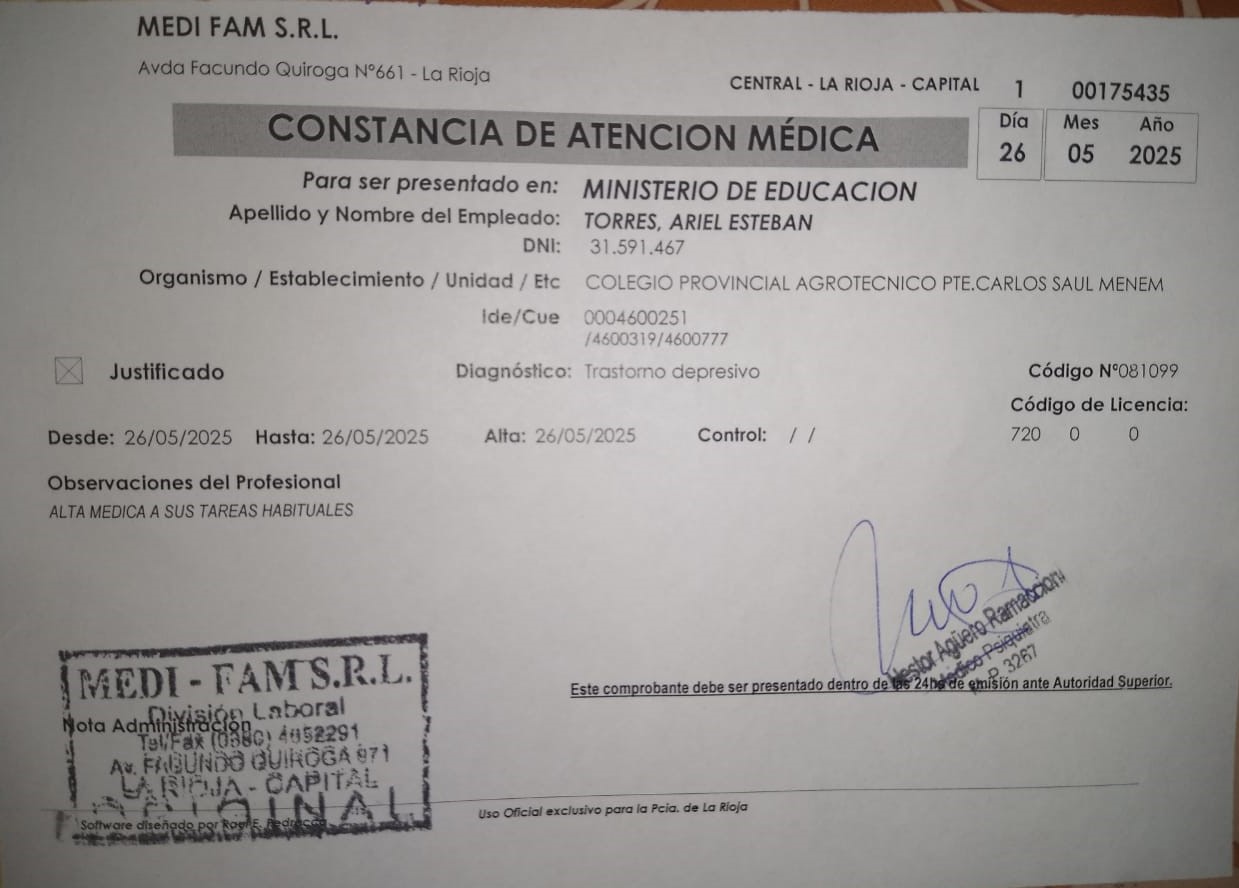 MEDI FAM S.R.L.
Avda Facundo Quiroga Nº661 - La Rioja
CENTRAL - LA RIOJA - CAPITAL 1 00175435
CONSTANCIA DE ATENCION MÉDICA
Día Mes Año
26 05 2025
Para ser presentado en: MINISTERIO DE EDUCACION
Apellido y Nombre del Empleado: TORRES, ARIEL ESTEBAN
DNI: 31.591.467
Organismo / Establecimiento / Unidad / Etc COLEGIO PROVINCIAL AGROTECNICO PTE.CARLOS SAUL MENEM
Ide/Cue 0004600251
/4600319/4600777
Justificado Diagnóstico: Trastorno depresivo Código Nº081099
Código de Licencia:
Desde: 26/05/2025 Hasta: 26/05/2025 Alta: 26/05/2025 Control: / / 720 0 0
Observaciones del Profesional
ALTA MEDICA A SUS TAREAS HABITUALES
Nestor Agüero Ramaccioni
Médico Psiquiatra
M.P. 3267
Este comprobante debe ser presentado dentro de las 24hs de emisión ante Autoridad Superior.
MEDI - FAM S.R.L.
División Laboral
Nota Administración
Tel/Fax (0380) 4452291
Av. FACUNDO QUIROGA 671
LA RIOJA - CAPITAL
ORIGINAL
Uso Oficial exclusivo para la Pcia. de La Rioja
Software diseñado por Raul E.